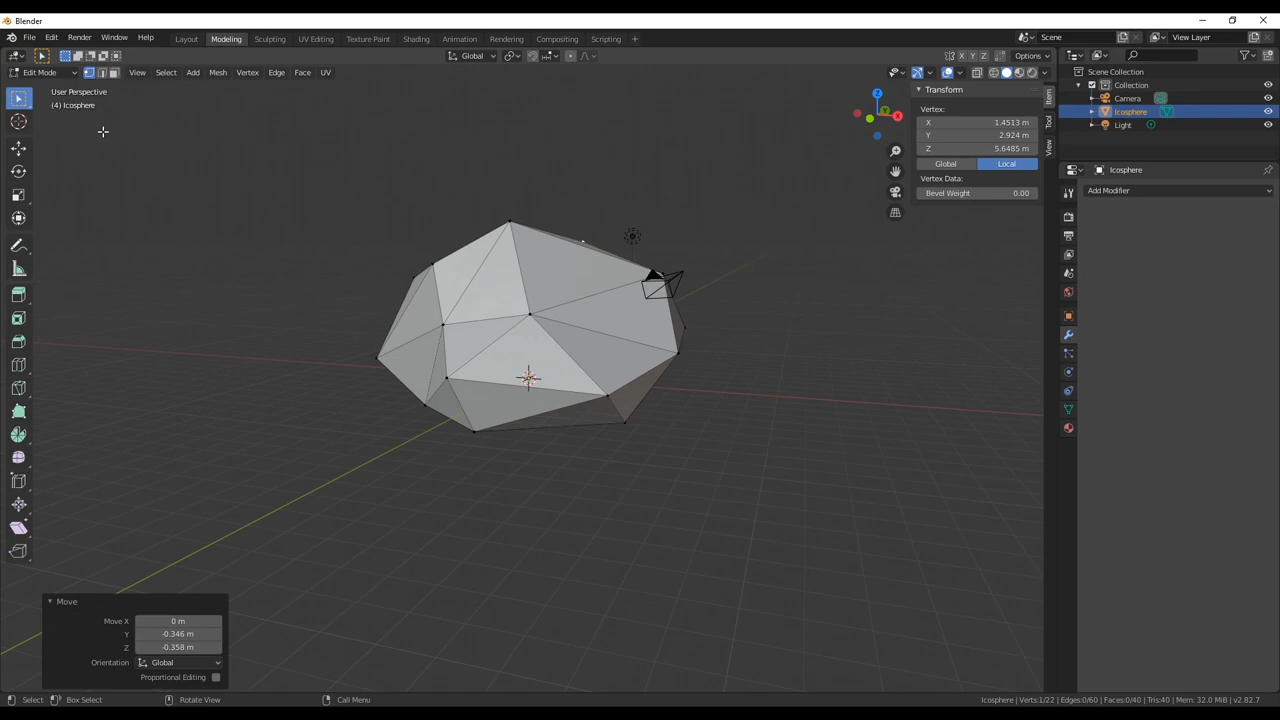 Blender
File Edit Render Window Help Layout Modeling Sculpting UV Editing Texture Paint Shading Animation Rendering Compositing Scripting + Scene View Layer
Global X Y Z Options
Edit Mode View Select Add Mesh Vertex Edge Face UV
Scene Collection
Collection
Camera
Icosphere
Light
User Perspective
(4) Icosphere
Z
Y
X
Transform
Vertex:
X 1.4513 m
Y 2.924 m
Z 5.6485 m
Global Local
Vertex Data:
Bevel Weight 0.00
Item
Tool
View
Icosphere
Add Modifier
Move
Move X 0 m
Y -0.346 m
Z -0.358 m
Orientation Global
Proportional Editing
Select Box Select Rotate View Call Menu Icosphere | Verts:1/22 | Edges:0/60 | Faces:0/40 | Tris:40 | Mem: 32.0 MiB | v2.82.7